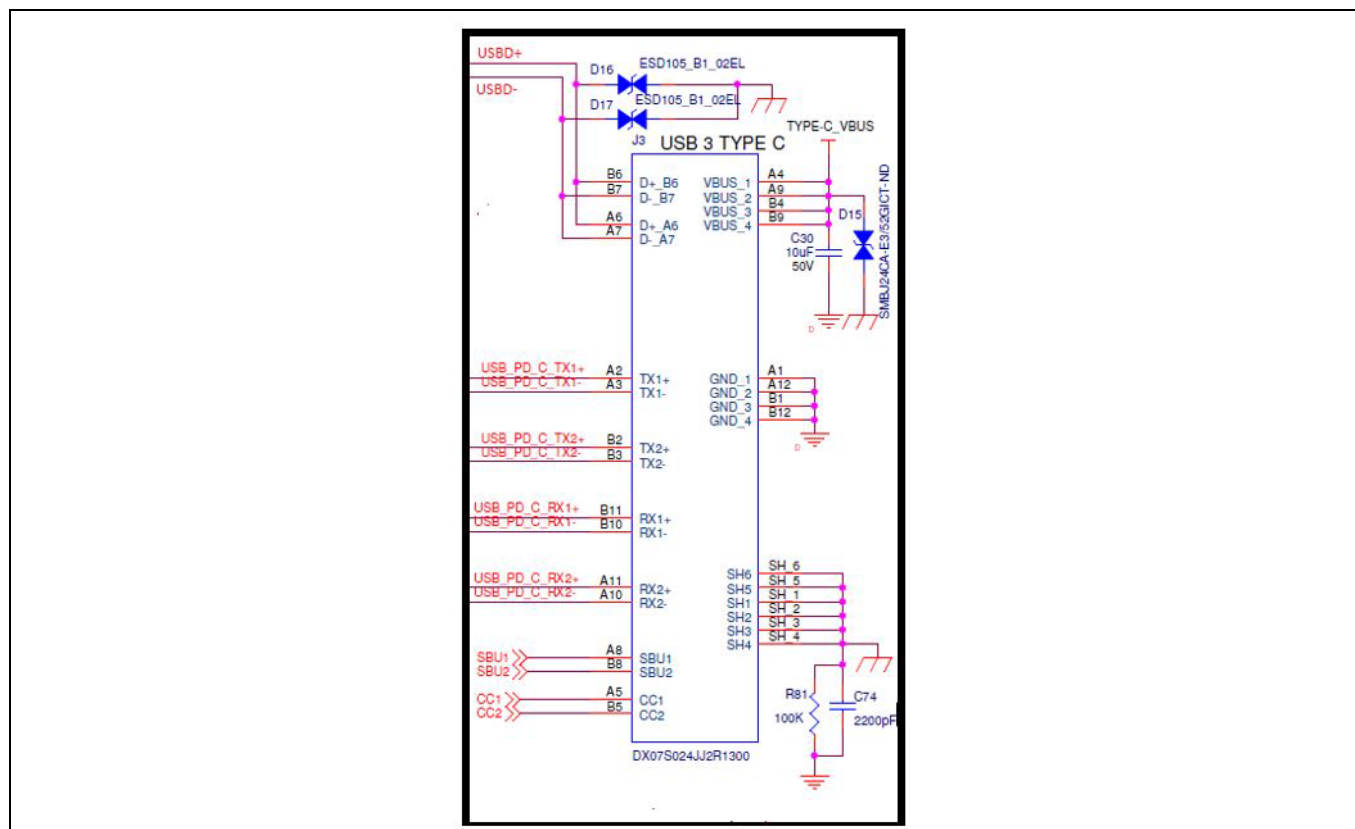 USBD+
USBD-
D16
ESD105_B1_02EL
D17
ESD105_B1_02EL
J3
USB 3 TYPE C
TYPE-C_VBUS
B6
D+_B6
VBUS_1
A4
B7
D-_B7
VBUS_2
A9
VBUS_3
B4
A6
D+_A6
VBUS_4
B9
A7
D-_A7
D15
C30
10uF
50V
SMBJ24CA-E3/52GICT-ND
D
USB_PD_C_TX1+
A2
TX1+
GND_1
A1
USB_PD_C_TX1-
A3
TX1-
GND_2
A12
GND_3
B1
GND_4
B12
D
USB_PD_C_TX2+
B2
TX2+
USB_PD_C_TX2-
B3
TX2-
USB_PD_C_RX1+
B11
RX1+
USB_PD_C_RX1-
B10
RX1-
USB_PD_C_RX2+
A11
RX2+
USB_PD_C_RX2-
A10
RX2-
SH6
SH_6
SH5
SH_5
SH1
SH_1
SH2
SH_2
SH3
SH_3
SH4
SH_4
SBU1
A8
SBU1
SBU2
B8
SBU2
CC1
A5
CC1
CC2
B5
CC2
R81
100K
C74
2200pF
DX07S024JJ2R1300